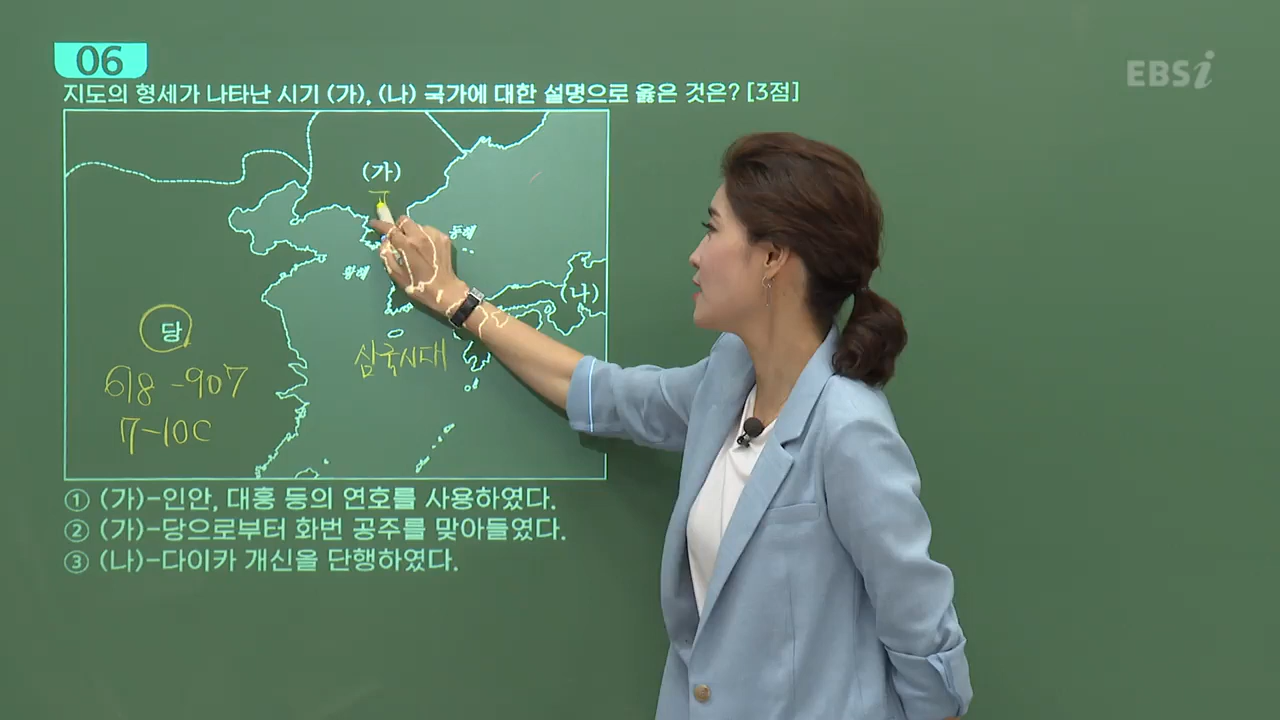 06
EBSi
지도의 형세가 나타난 시기 (가), (나) 국가에 대한 설명으로 옳은 것은? [3점]
(가)
동해
황해
(나)
당
삼국시대
618-907
7-10C
① (가)-인안, 대흥 등의 연호를 사용하였다.
② (가)-당으로부터 화번 공주를 맞아들였다.
③ (나)-다이카 개신을 단행하였다.